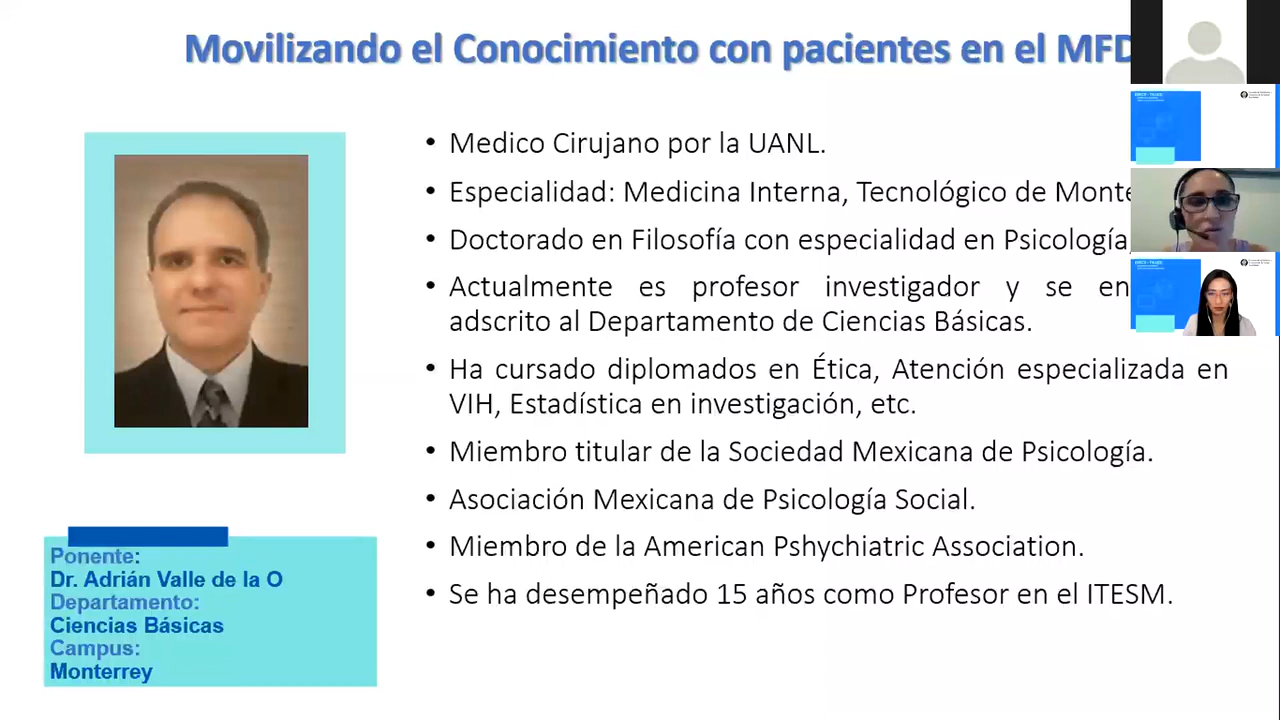 Movilizando el Conocimiento con pacientes en el MFD
• Medico Cirujano por la UANL.
• Especialidad: Medicina Interna, Tecnológico de Monte
• Doctorado en Filosofía con especialidad en Psicología,
• Actualmente es profesor investigador y se en
adscrito al Departamento de Ciencias Básicas.
• Ha cursado diplomados en Ética, Atención especializada en
VIH, Estadística en investigación, etc.
• Miembro titular de la Sociedad Mexicana de Psicología.
• Asociación Mexicana de Psicología Social.
• Miembro de la American Pshychiatric Association.
• Se ha desempeñado 15 años como Profesor en el ITESM.
Ponente:
Dr. Adrián Valle de la O
Departamento:
Ciencias Básicas
Campus:
Monterrey